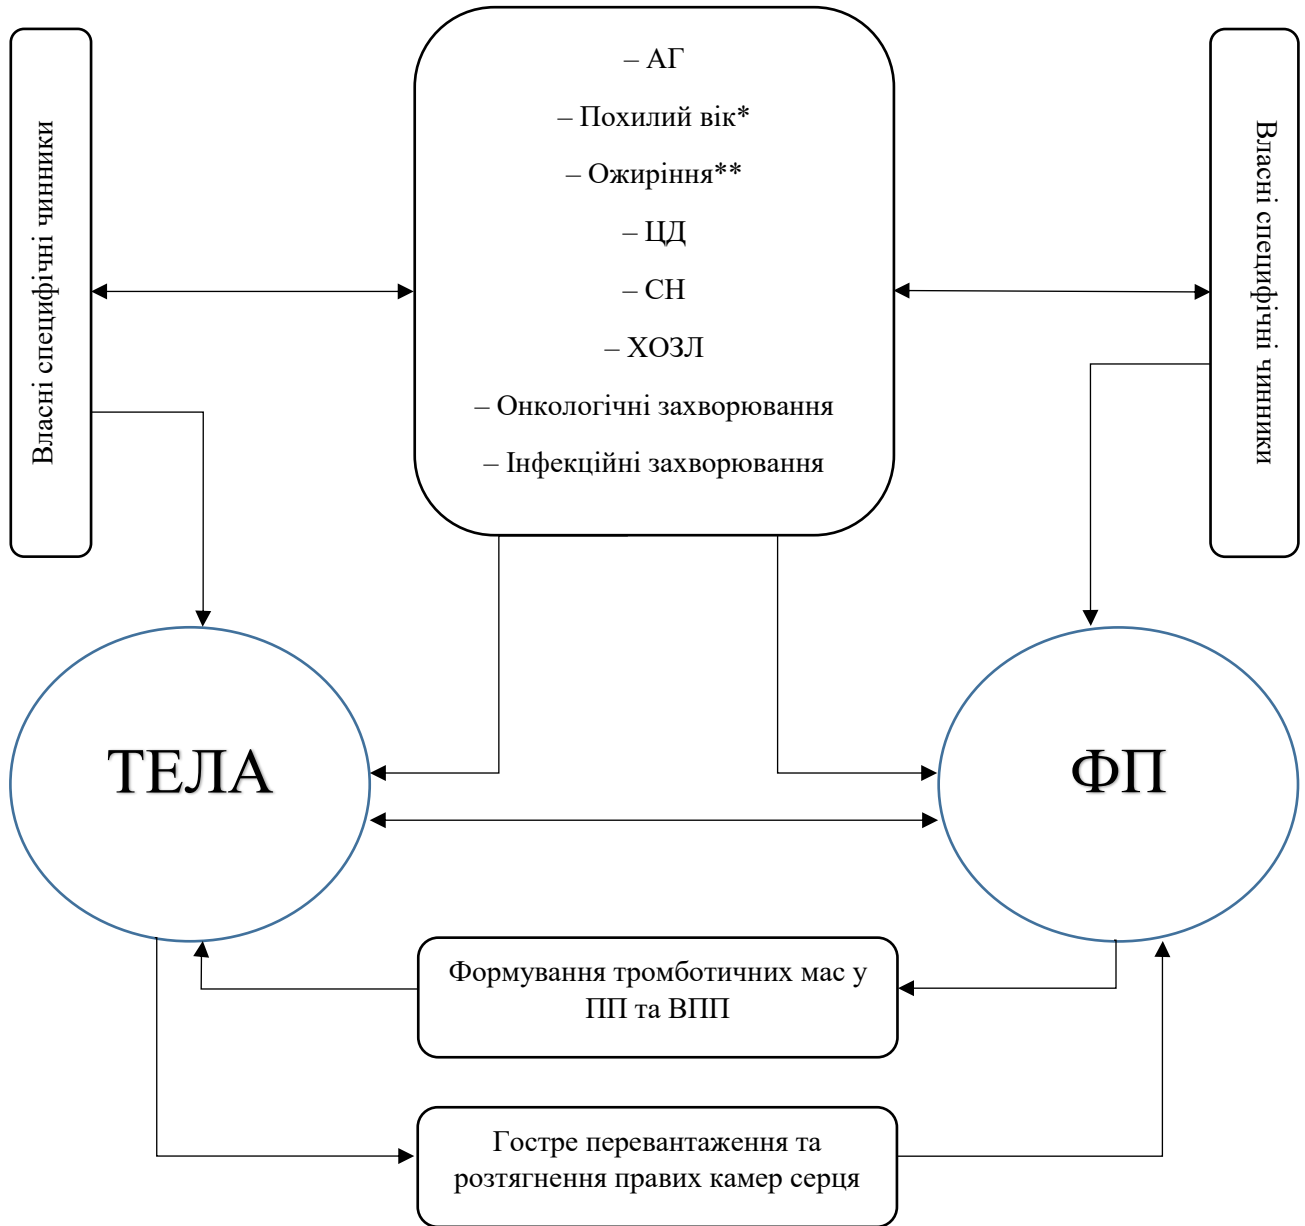 Власні специфічні чинники
– АГ
– Похилий вік*
– Ожиріння**
– ЦД
– СН
– ХОЗЛ
– Онкологічні захворювання
– Інфекційні захворювання
Власні специфічні чинники
ТЕЛА
ФП
Формування тромботичних мас у
ПП та ВПП
Гостре перевантаження та
розтягнення правих камер серця